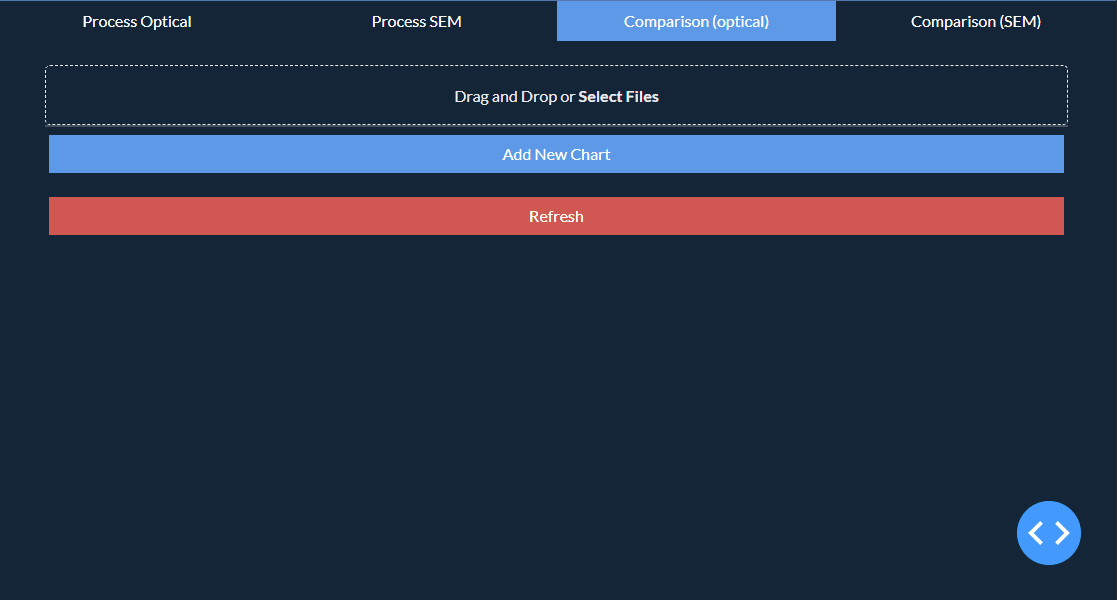 Process Optical Process SEM Comparison (optical) Comparison (SEM)
Drag and Drop or Select Files
Add New Chart
Refresh